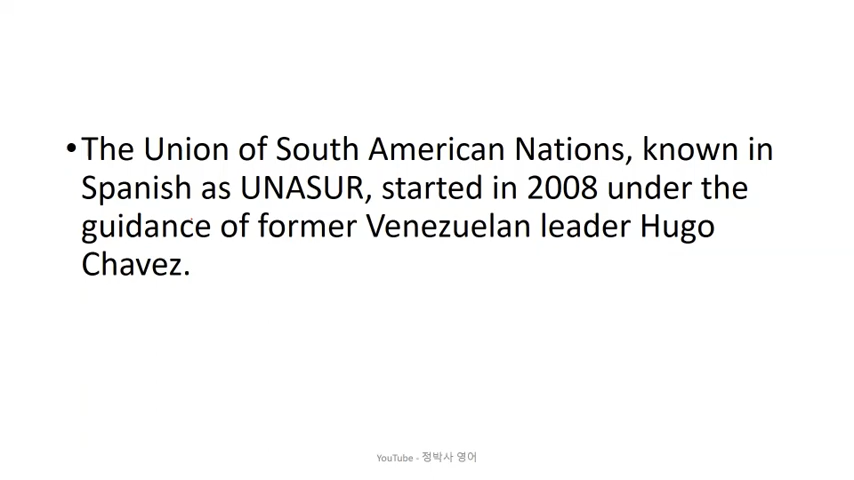 •The Union of South American Nations, known in
Spanish as UNASUR, started in 2008 under the
guidance of former Venezuelan leader Hugo
Chavez.
YouTube - 정박사 영어